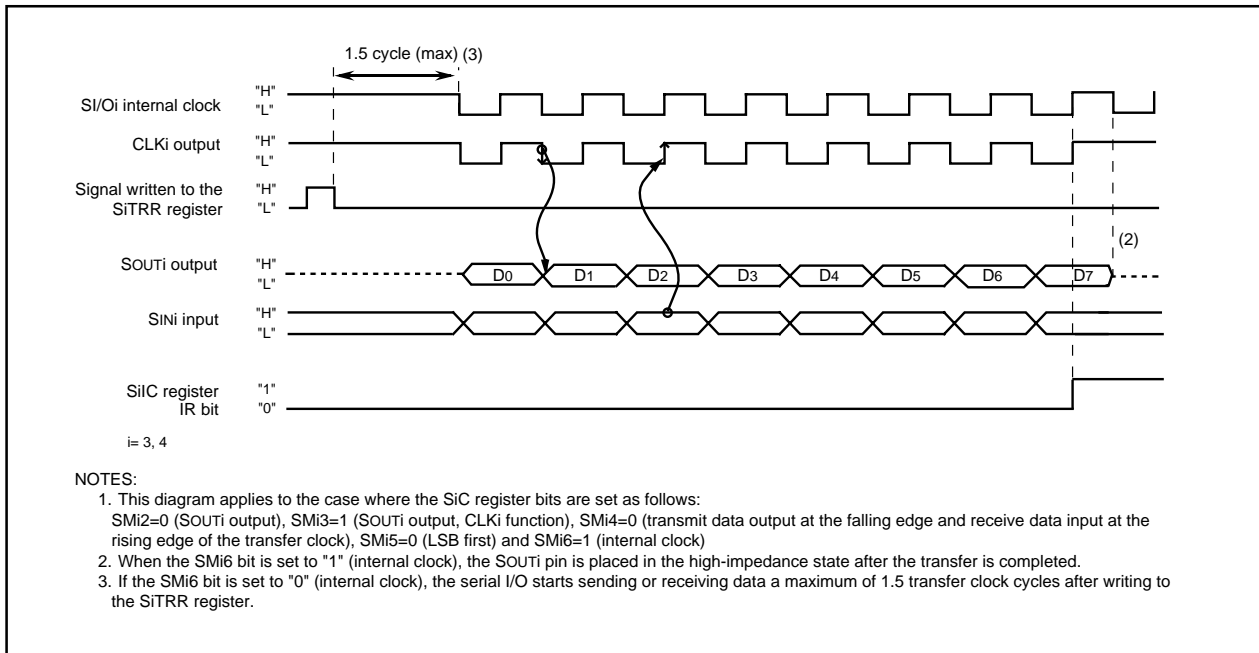 1.5 cycle (max) (3)
SI/Oi internal clock "H"
"L"
CLKi output "H"
"L"
Signal written to the "H"
SiTRR register "L"
(2)
SOUTi output "H"
"L"
D0 D1 D2 D3 D4 D5 D6 D7
SINi input "H"
"L"
SiIC register "1"
IR bit "0"
i= 3, 4
NOTES:
1. This diagram applies to the case where the SiC register bits are set as follows:
SMi2=0 (SOUTi output), SMi3=1 (SOUTi output, CLKi function), SMi4=0 (transmit data output at the falling edge and receive data input at the
rising edge of the transfer clock), SMi5=0 (LSB first) and SMi6=1 (internal clock)
2. When the SMi6 bit is set to "1" (internal clock), the SOUTi pin is placed in the high-impedance state after the transfer is completed.
3. If the SMi6 bit is set to "0" (internal clock), the serial I/O starts sending or receiving data a maximum of 1.5 transfer clock cycles after writing to
the SiTRR register.